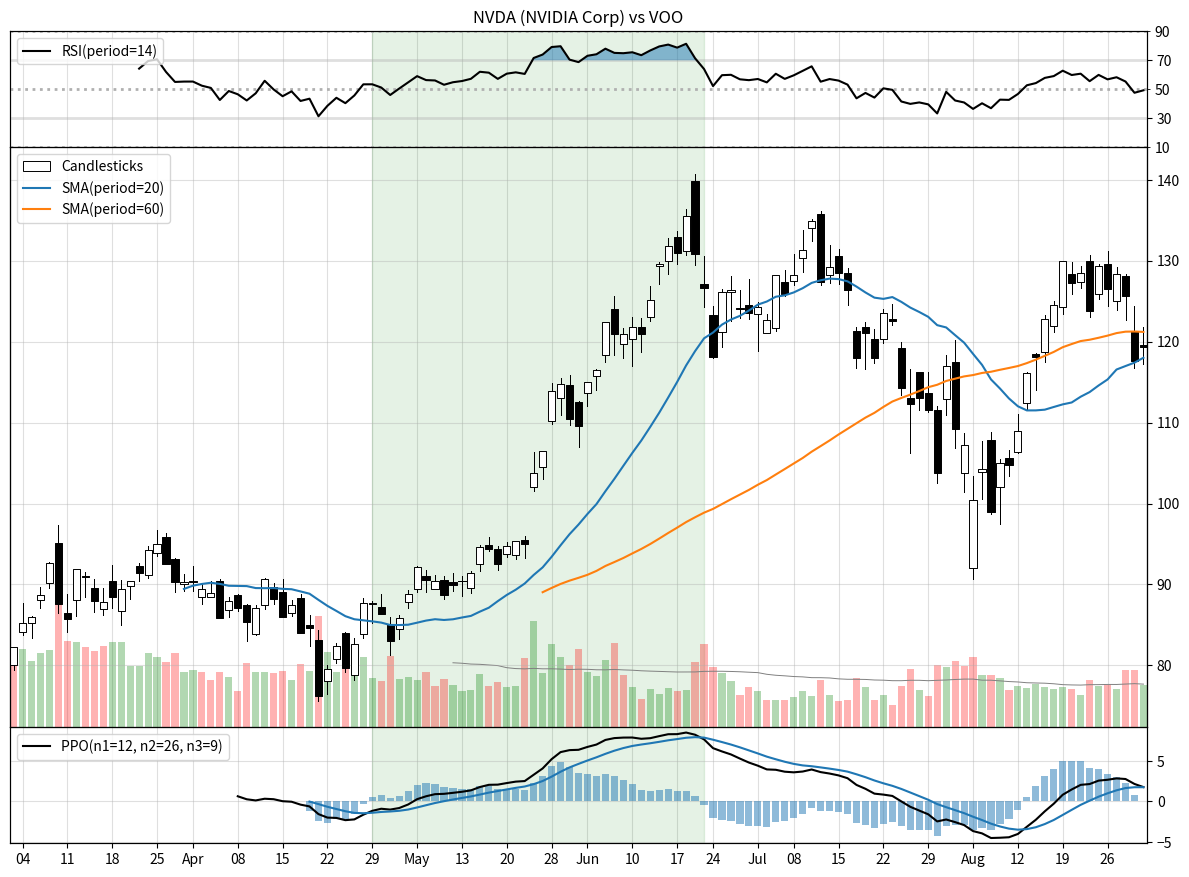 NVDA (NVIDIA Corp) vs VOO
RSI(period=14)
90
70
50
30
10
Candlesticks
SMA(period=20)
SMA(period=60)
140
130
120
110
100
90
80
PPO(n1=12, n2=26, n3=9)
5
0
−5
04 11 18 25 Apr 08 15 22 29 May 13 20 28 Jun 10 17 24 Jul 08 15 22 29 Aug 12 19 26